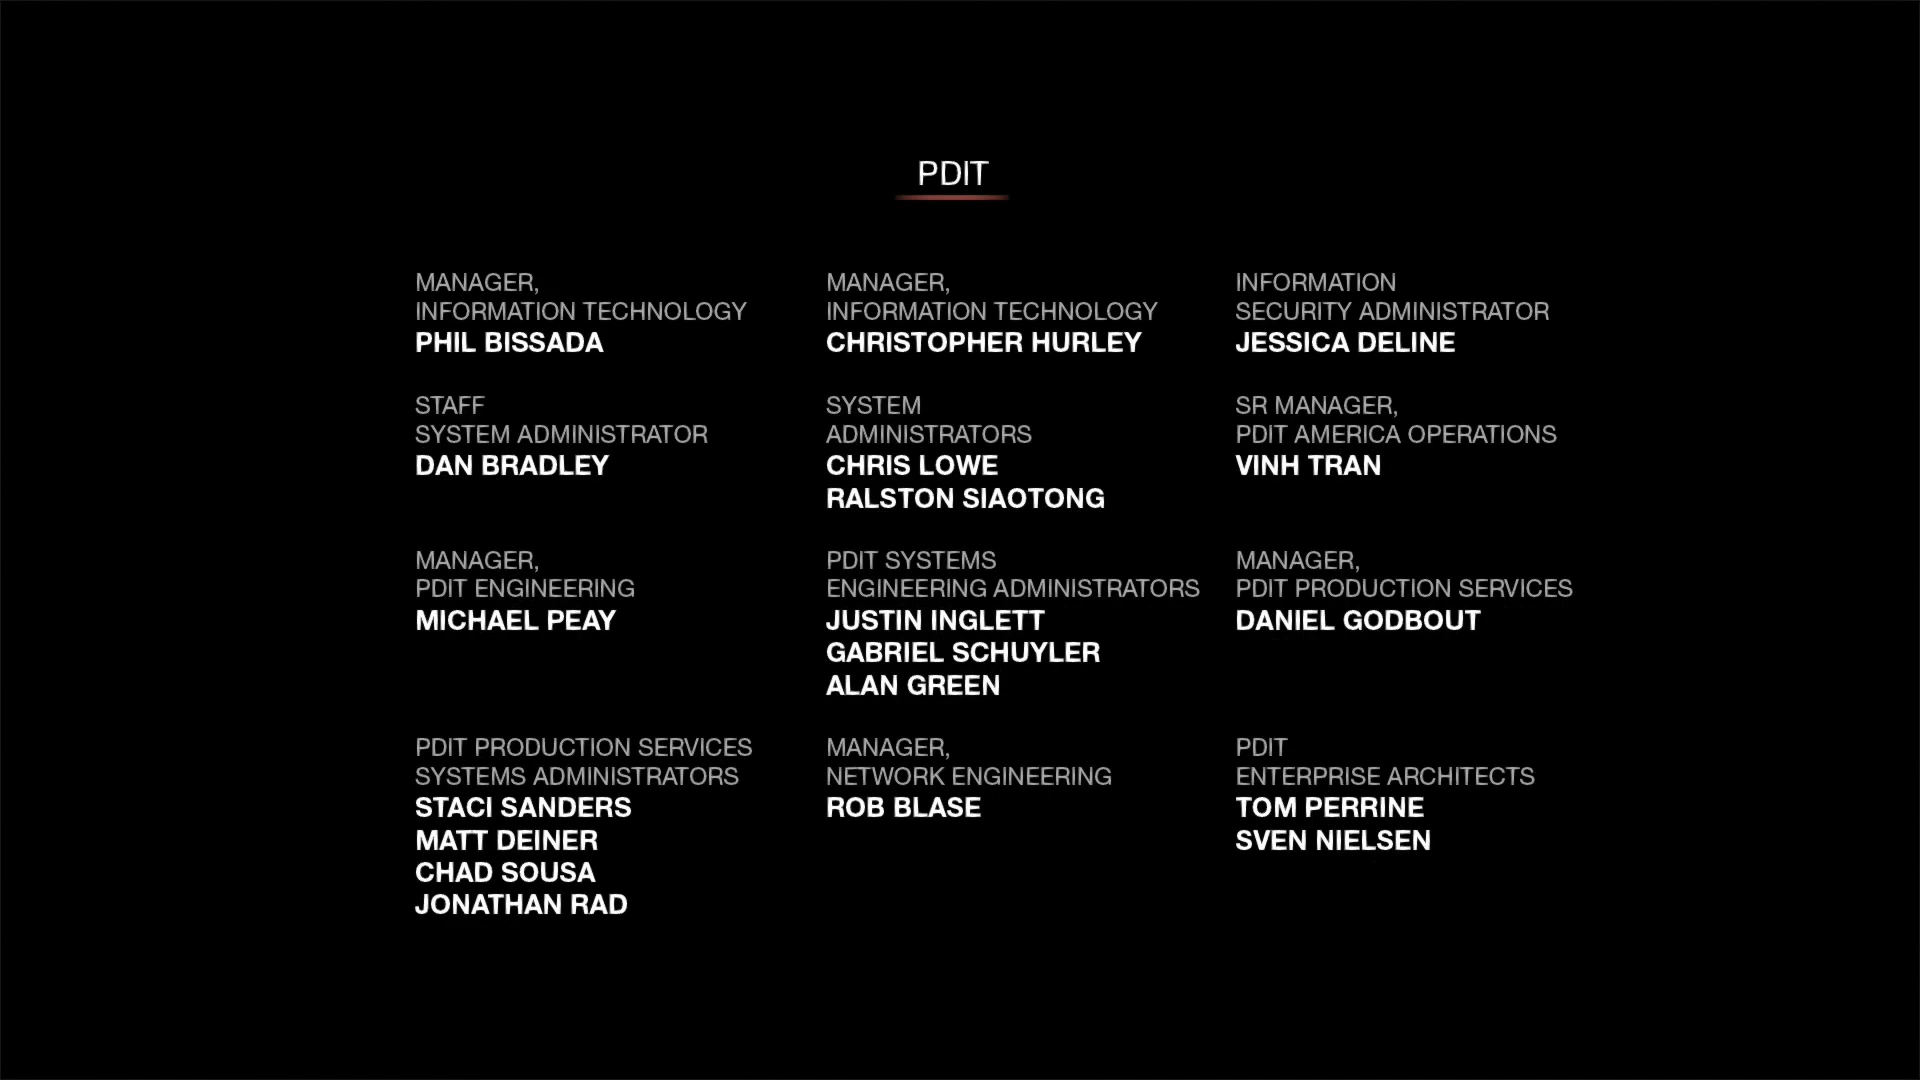 PDIT
MANAGER,
INFORMATION TECHNOLOGY
PHIL BISSADA
MANAGER,
INFORMATION TECHNOLOGY
CHRISTOPHER HURLEY
INFORMATION
SECURITY ADMINISTRATOR
JESSICA DELINE
STAFF
SYSTEM ADMINISTRATOR
DAN BRADLEY
SYSTEM
ADMINISTRATORS
CHRIS LOWE
RALSTON SIAOTONG
SR MANAGER,
PDIT AMERICA OPERATIONS
VINH TRAN
MANAGER,
PDIT ENGINEERING
MICHAEL PEAY
PDIT SYSTEMS
ENGINEERING ADMINISTRATORS
JUSTIN INGLETT
GABRIEL SCHUYLER
ALAN GREEN
MANAGER,
PDIT PRODUCTION SERVICES
DANIEL GODBOUT
PDIT PRODUCTION SERVICES
SYSTEMS ADMINISTRATORS
STACI SANDERS
MATT DEINER
CHAD SOUSA
JONATHAN RAD
MANAGER,
NETWORK ENGINEERING
ROB BLASE
PDIT
ENTERPRISE ARCHITECTS
TOM PERRINE
SVEN NIELSEN